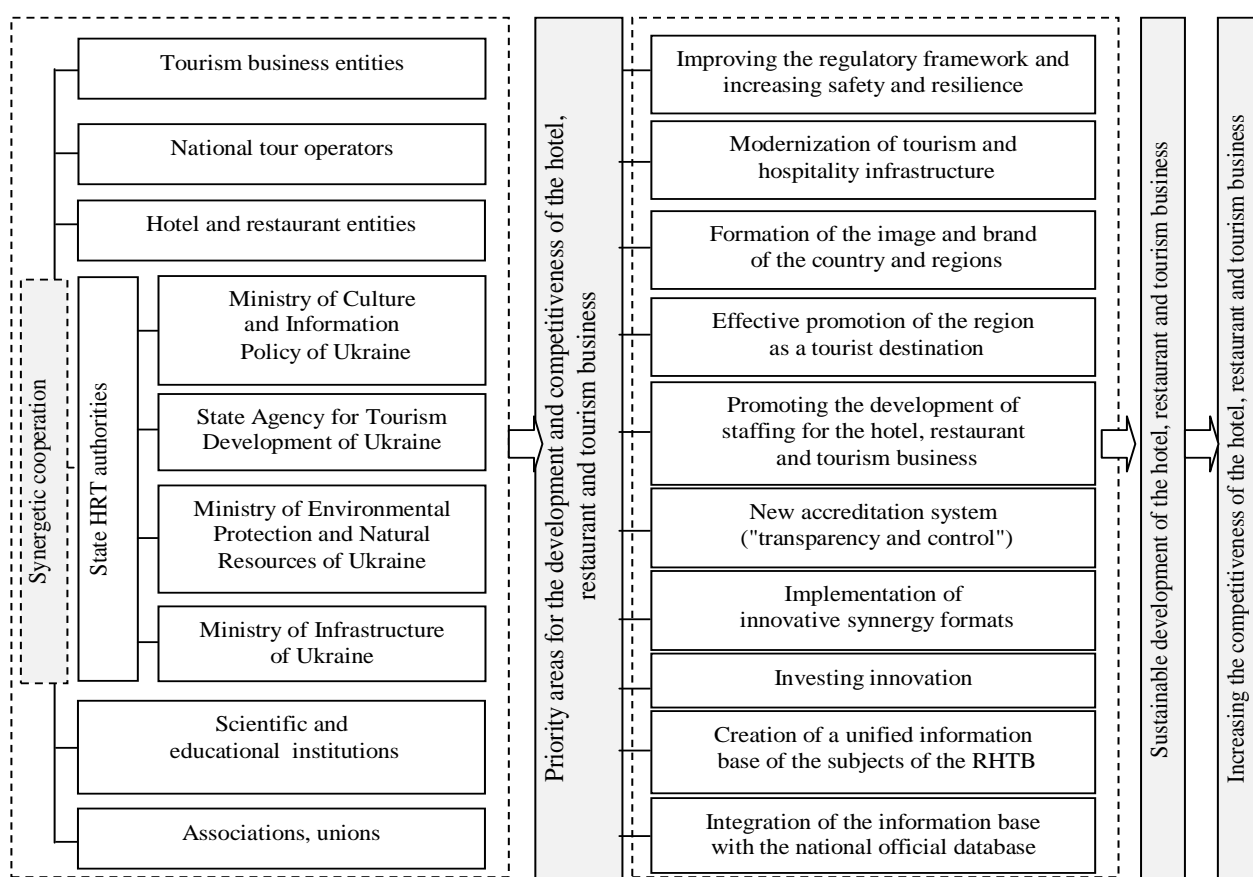 Tourism business entities
National tour operators
Hotel and restaurant entities
Synergetic cooperation
State HRT authorities
Ministry of Culture
and Information
Policy of Ukraine
State Agency for Tourism
Development of Ukraine
Ministry of Environmental
Protection and Natural
Resources of Ukraine
Ministry of Infrastructure
of Ukraine
Scientific and
educational institutions
Associations, unions
Priority areas for the development and competitiveness of the hotel,
restaurant and tourism business
Improving the regulatory framework and
increasing safety and resilience
Modernization of tourism and
hospitality infrastructure
Formation of the image and brand
of the country and regions
Effective promotion of the region
as a tourist destination
Promoting the development of
staffing for the hotel, restaurant
and tourism business
New accreditation system
("transparency and control")
Implementation of
innovative synnergy formats
Investing innovation
Creation of a unified information
base of the subjects of the RHTB
Integration of the information base
with the national official database
Sustainable development of the hotel, restaurant and tourism business
Increasing the competitiveness of the hotel, restaurant and tourism business